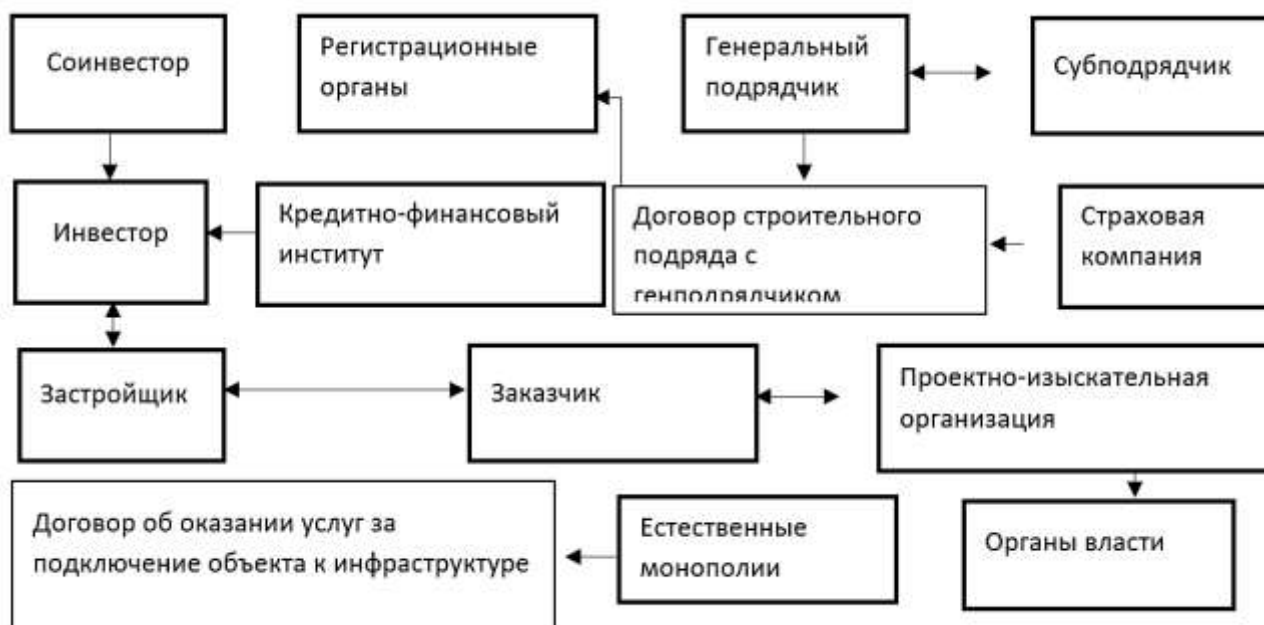 Соинвестор
Регистрационные
органы
Генеральный
подрядчик
Субподрядчик
Инвестор
Кредитно-финансовый
институт
Договор строительного
подряда с
генподрядчиком
Страховая
компания
Застройщик
Заказчик
Проектно-изыскательная
организация
Договор об оказании услуг за
подключение объекта к инфраструктуре
Естественные
монополии
Органы власти